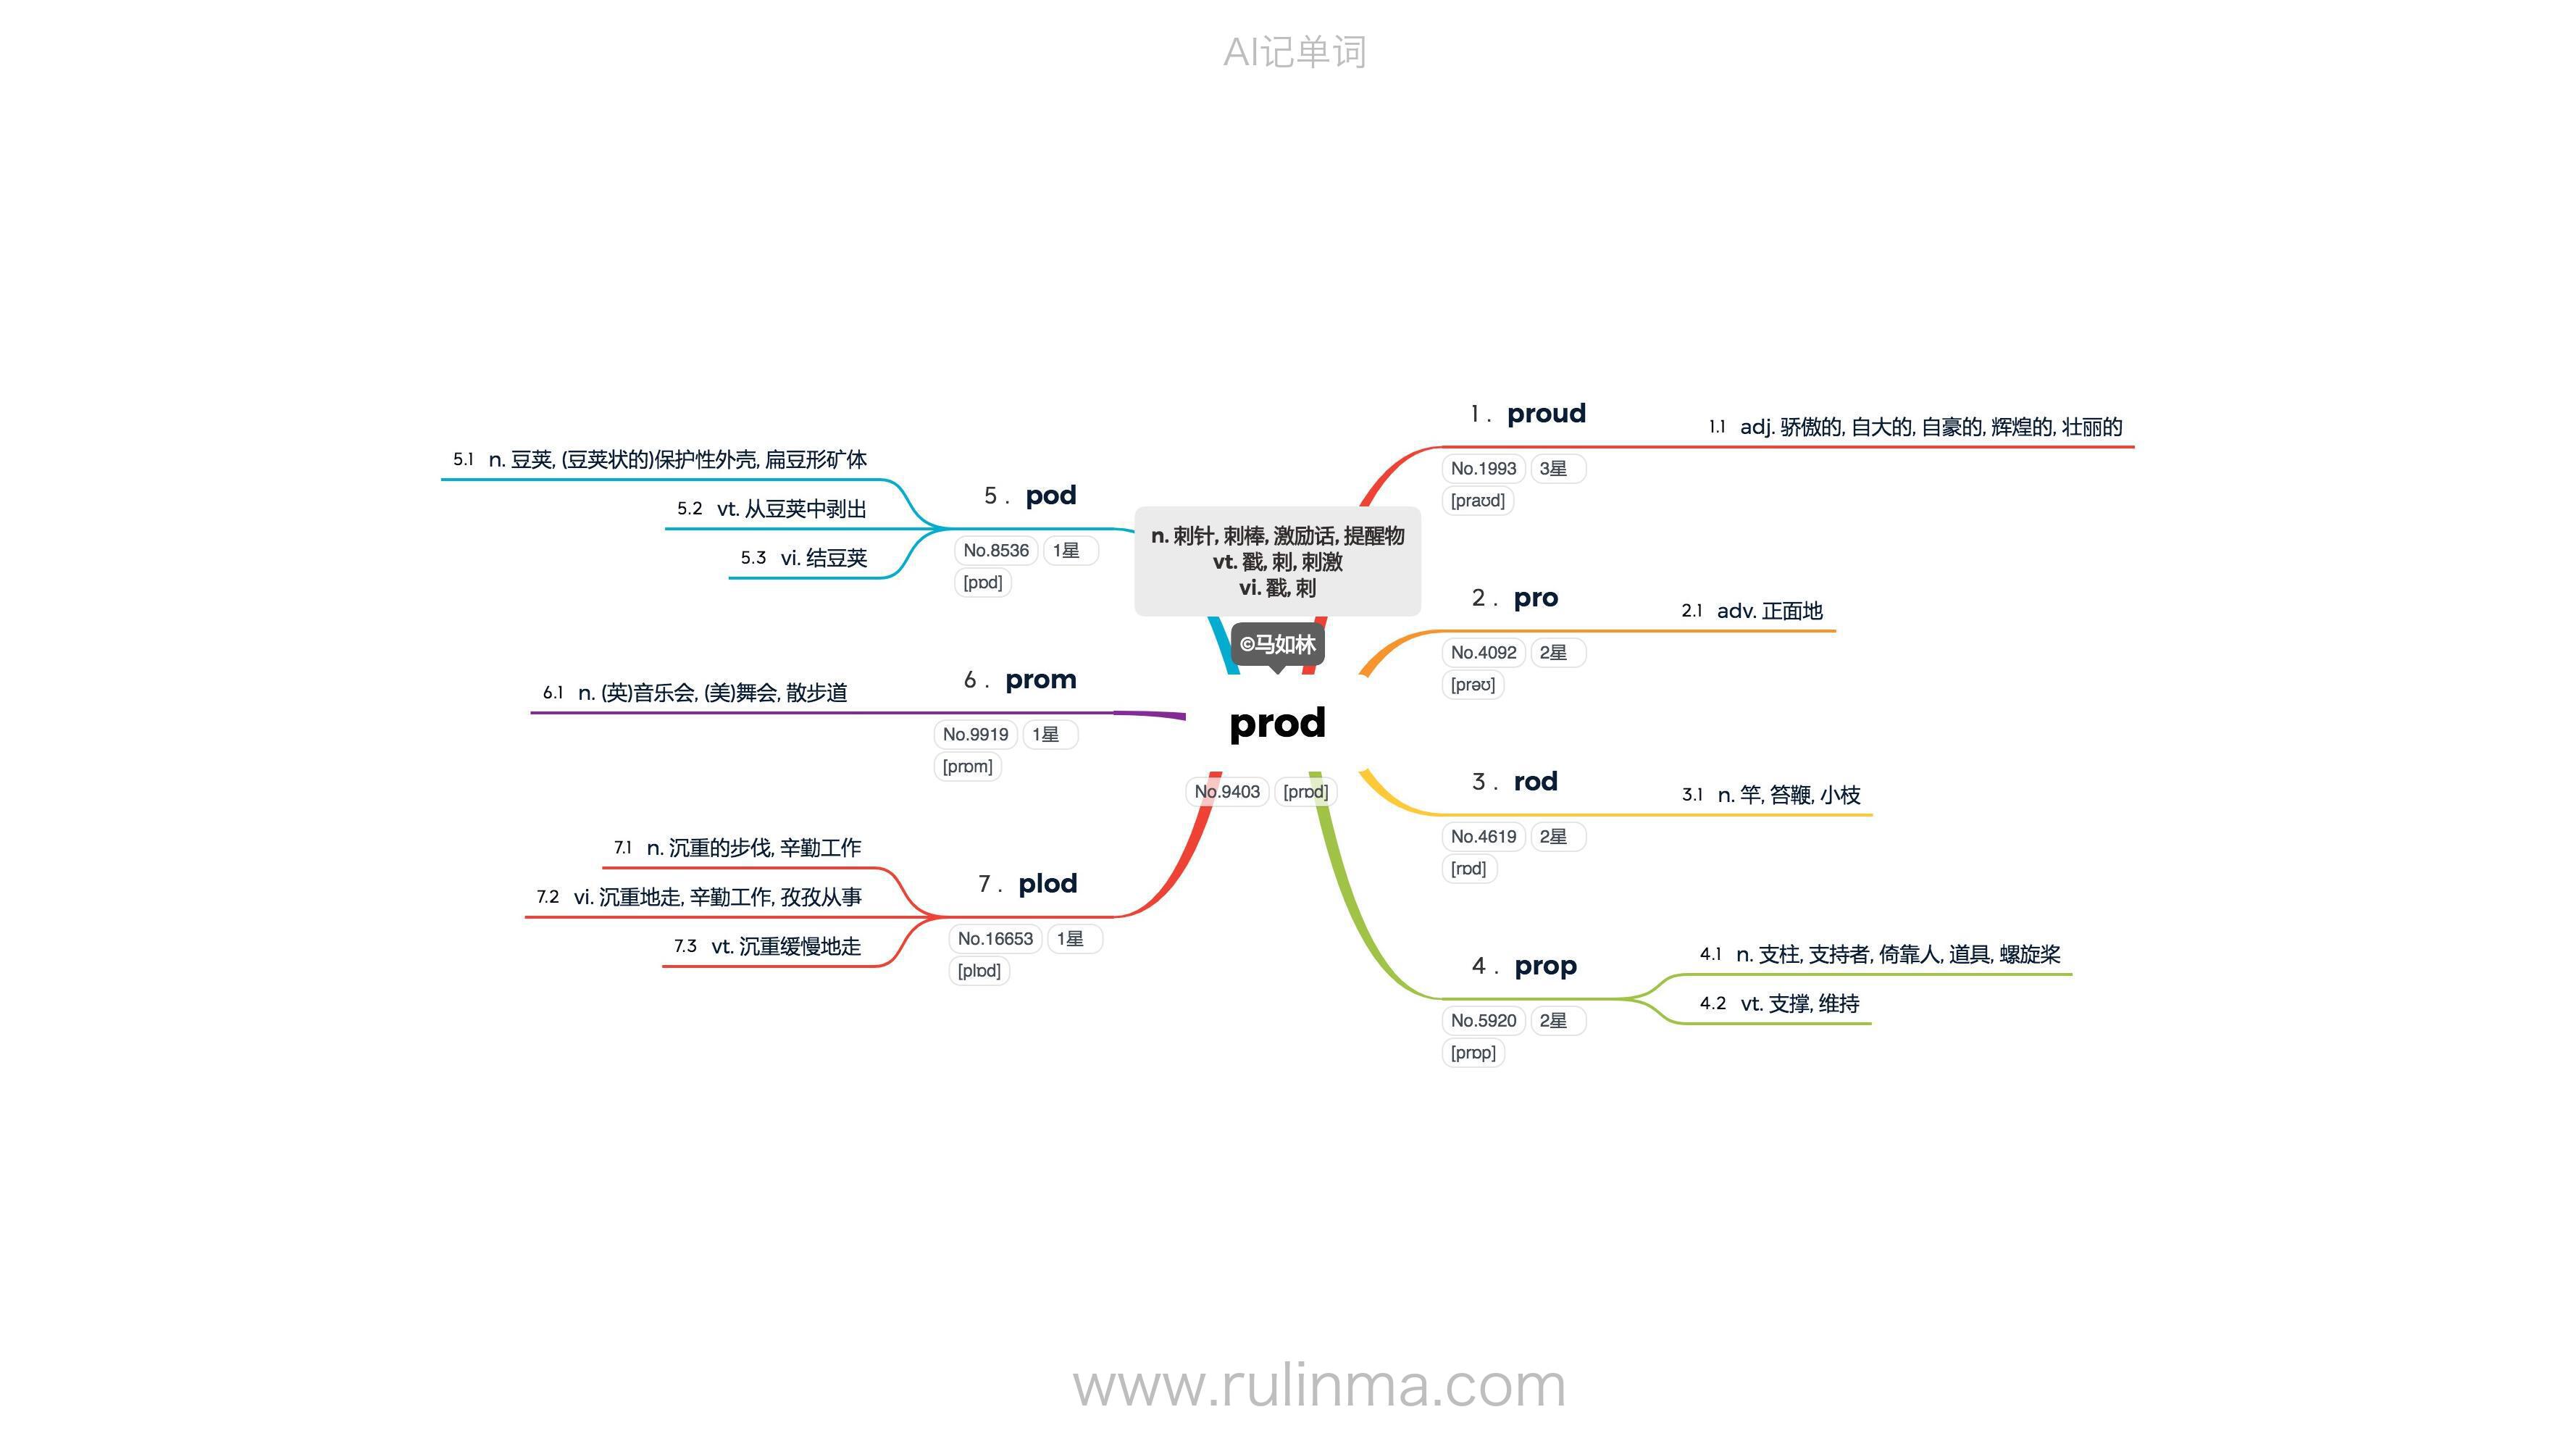 AI记单词
n. 刺针, 刺棒, 激励话, 提醒物
vt. 戳, 刺, 刺激
vi. 戳, 刺
©马如林
prod
No.9403 [prɒd]
1. proud
No.1993 3星
[praʊd]
1.1 adj. 骄傲的, 自大的, 自豪的, 辉煌的, 壮丽的
2. pro
No.4092 2星
[prəʊ]
2.1 adv. 正面地
3. rod
No.4619 2星
[rɒd]
3.1 n. 竿, 笞鞭, 小枝
4. prop
No.5920 2星
[prɒp]
4.1 n. 支柱, 支持者, 倚靠人, 道具, 螺旋桨
4.2 vt. 支撑, 维持
5. pod
No.8536 1星
[pɒd]
5.1 n. 豆荚, (豆荚状的)保护性外壳, 扁豆形矿体
5.2 vt. 从豆荚中剥出
5.3 vi. 结豆荚
6. prom
No.9919 1星
[prɒm]
6.1 n. (英)音乐会, (美)舞会, 散步道
7. plod
No.16653 1星
[plɒd]
7.1 n. 沉重的步伐, 辛勤工作
7.2 vi. 沉重地走, 辛勤工作, 孜孜从事
7.3 vt. 沉重缓慢地走
www.rulinma.com